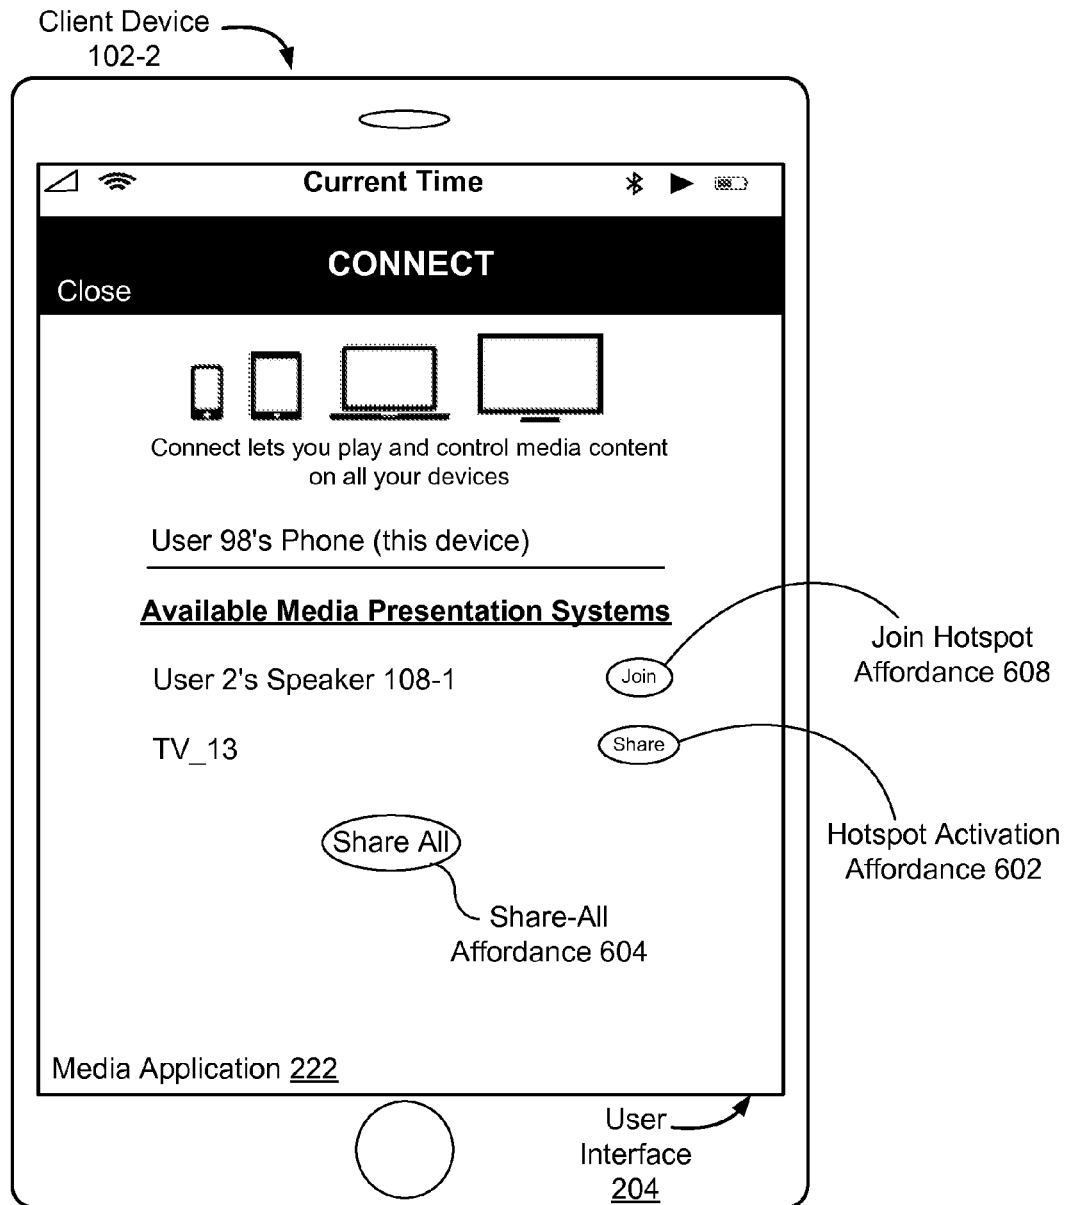 Client Device
102-2
Current Time
CONNECT
Close
Connect lets you play and control media content
on all your devices
User 98's Phone (this device)
Available Media Presentation Systems
User 2's Speaker 108-1
Join
Join Hotspot
Affordance 608
TV_13
Share
Hotspot Activation
Affordance 602
Share All
Share-All
Affordance 604
Media Application 222
User
Interface
204